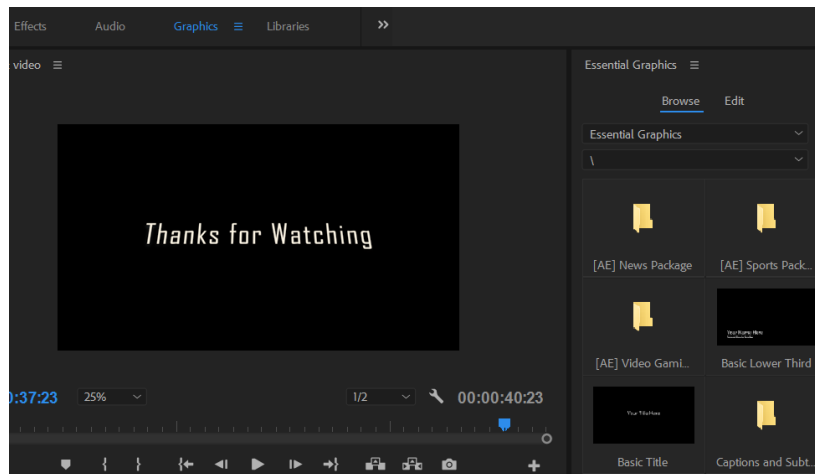 Effects Audio Graphics Libraries
video
Essential Graphics
Browse Edit
Essential Graphics
\
Thanks for Watching
[AE] News Package [AE] Sports Pack...
Your Name Here
[AE] Video Gami... Basic Lower Third
:37:23 25% 1/2 00:00:40:23
Your Title Here
Basic Title Captions and Subt...